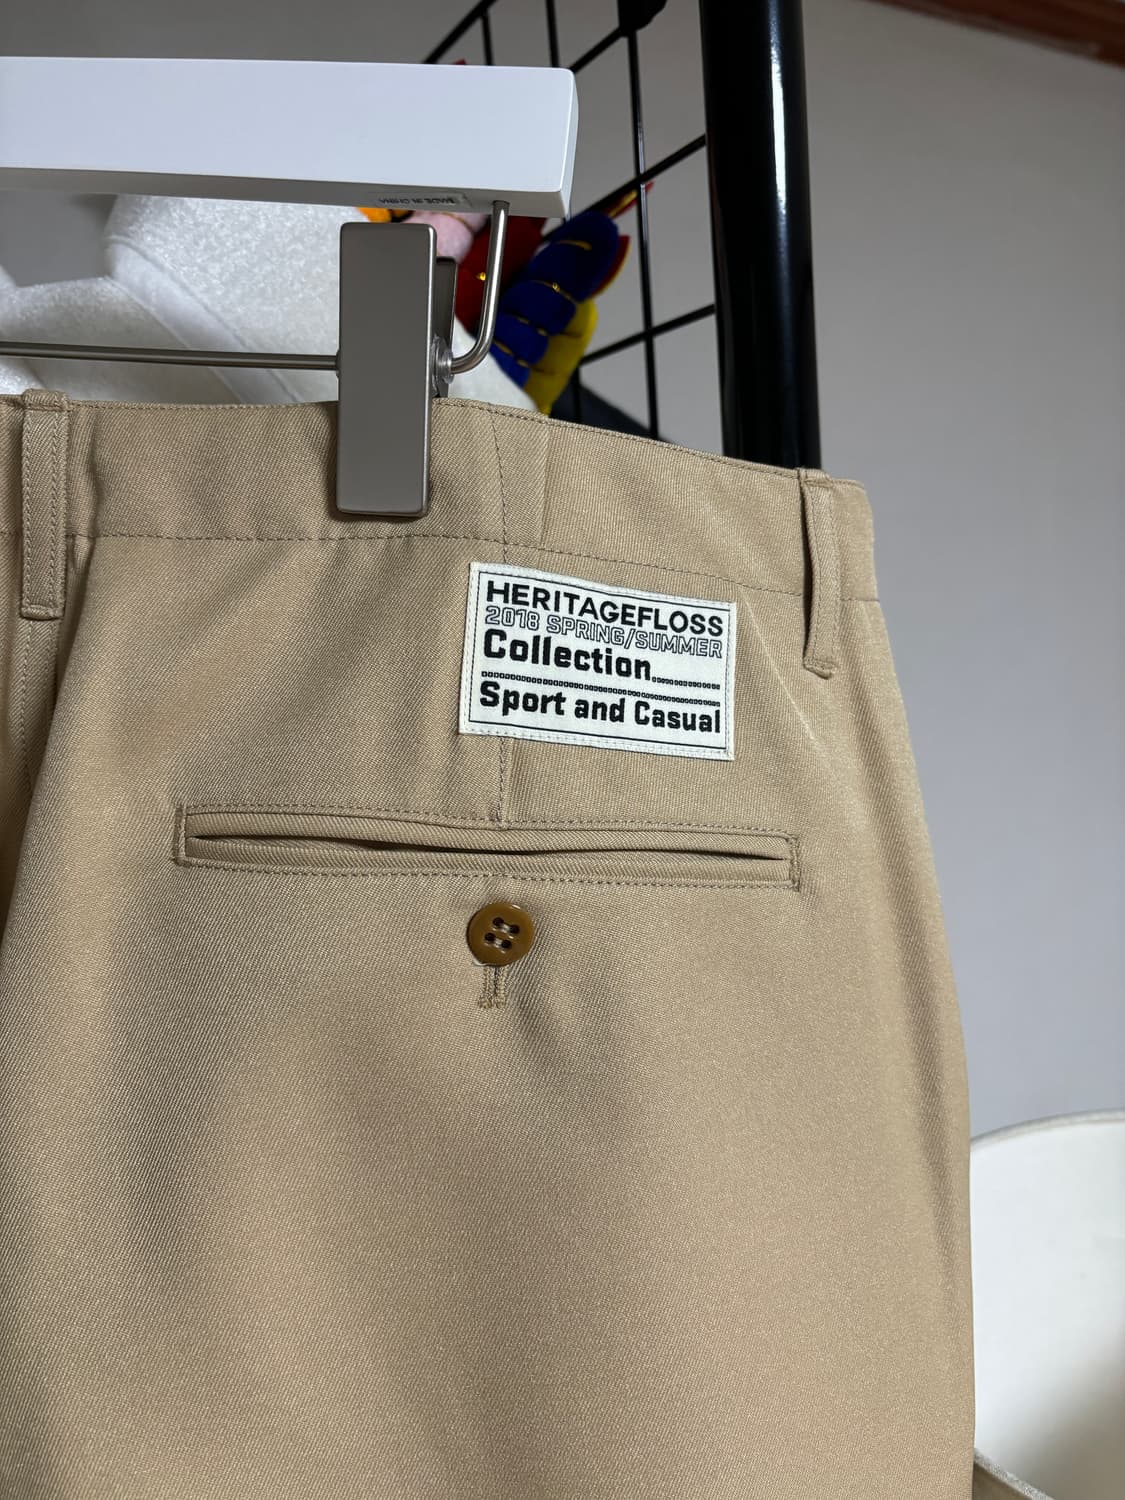 HERITAGEFLOSS
2018 SPRING/SUMMER
Collection
Sport and Casual